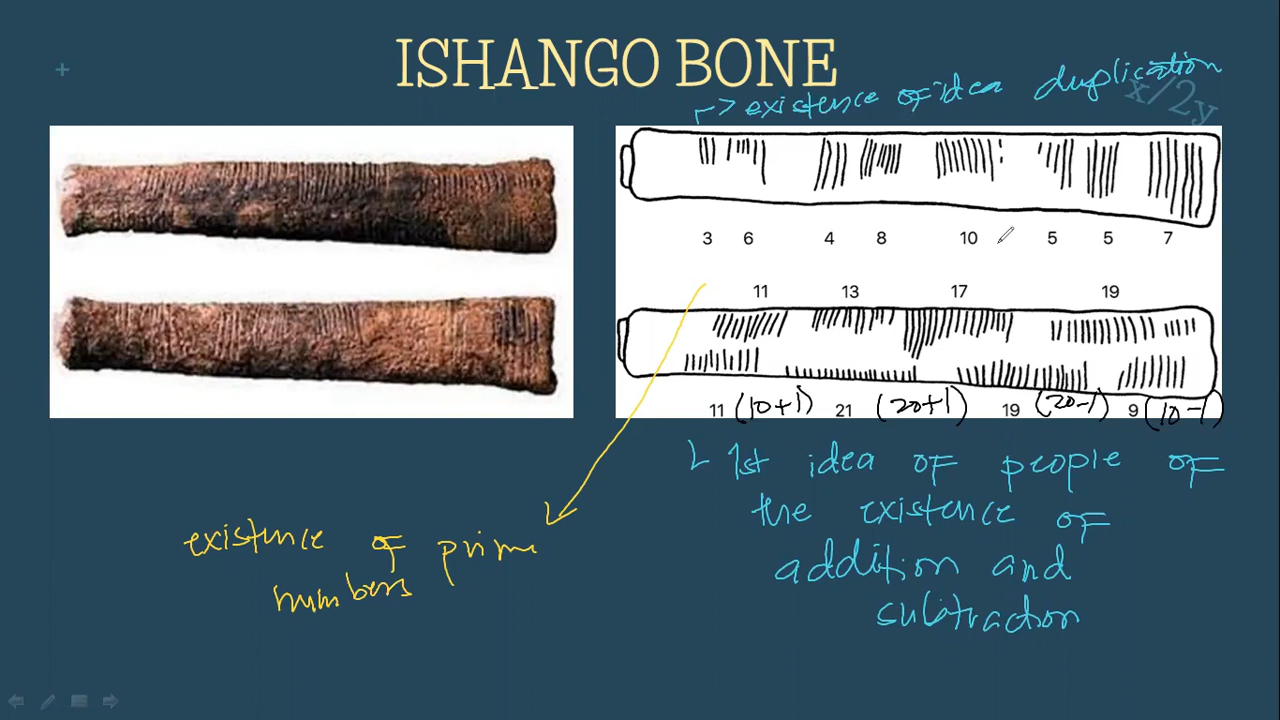 ISHANGO BONE
-> existence of idea duplication
x/2y
3 6 4 8 10 5 5 7
11 13 17 19
11 (10+1) 21 (20+1) 19 (20-1) 9 (10-1)
1st idea of people of
the existence of
addition and
subtraction
existence of prime
numbers